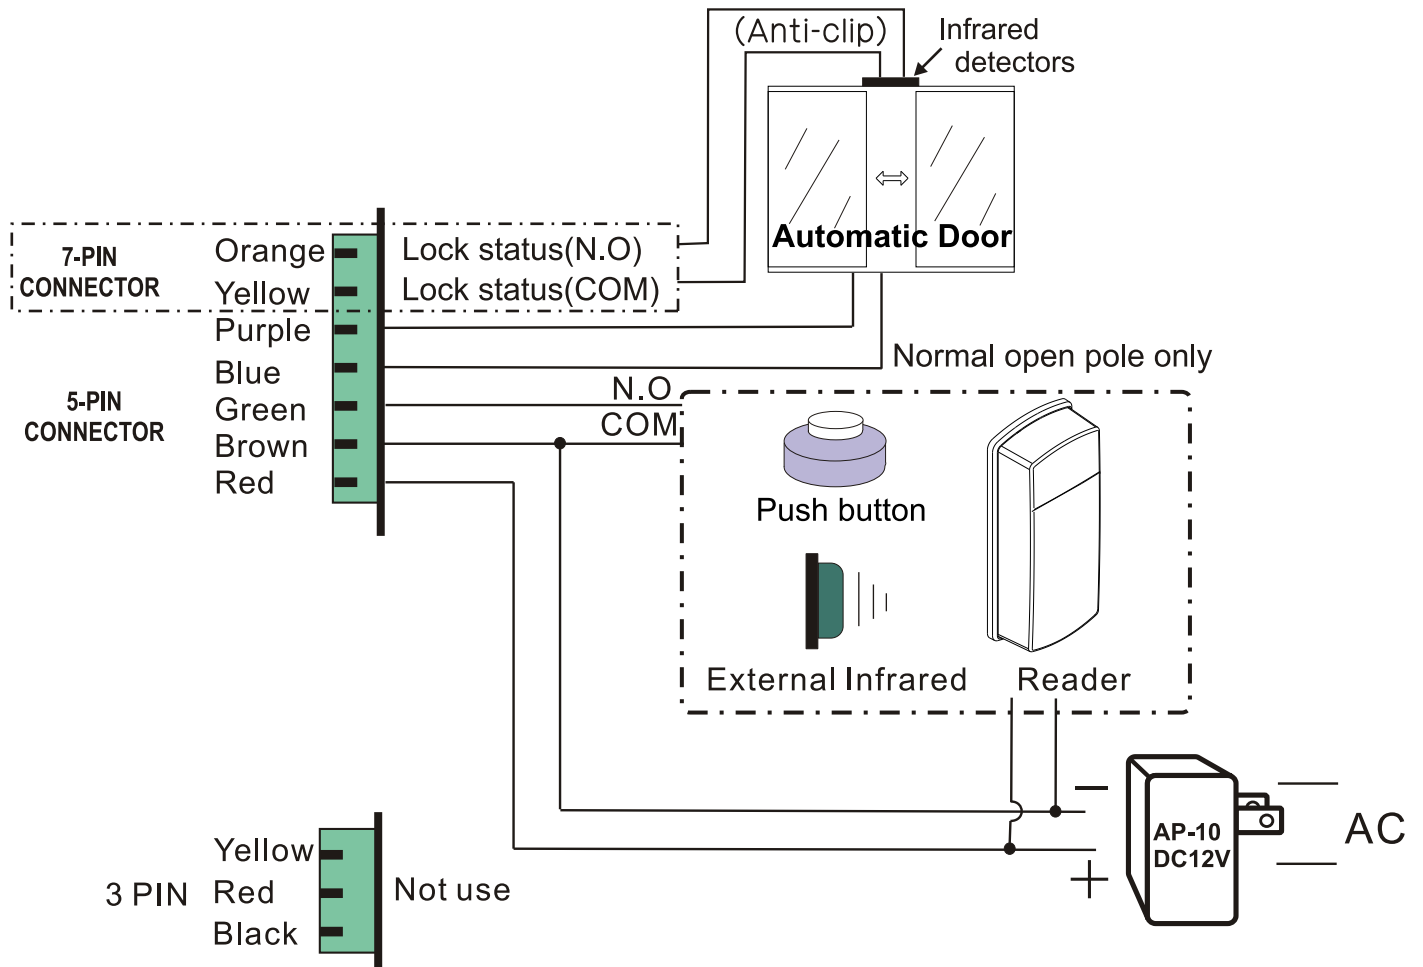 (Anti-clip)
Infrared
detectors
Automatic Door
7-PIN
CONNECTOR
Orange
Lock status(N.O)
Yellow
Lock status(COM)
Purple
Blue
Normal open pole only
5-PIN
CONNECTOR
Green
N.O
Brown
COM
Red
Push button
External Infrared
Reader
−
+
AP-10
DC12V
AC
3 PIN
Yellow
Red
Black
Not use